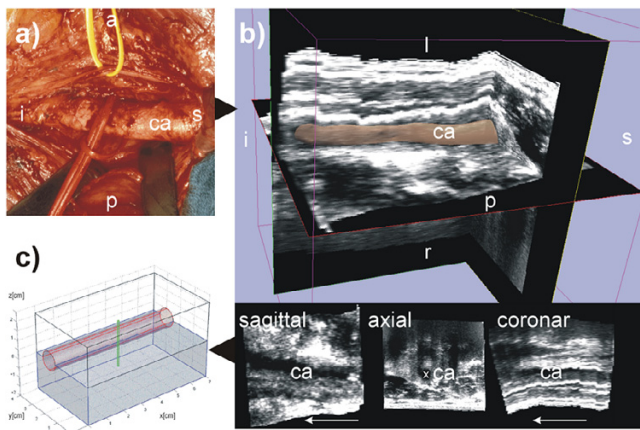 a)
a
i
ca
s
p
b)
l
i
ca
s
p
r
c)
z[cm]
y[cm]
x[cm]
sagittal
axial
coronar
ca
x ca
ca